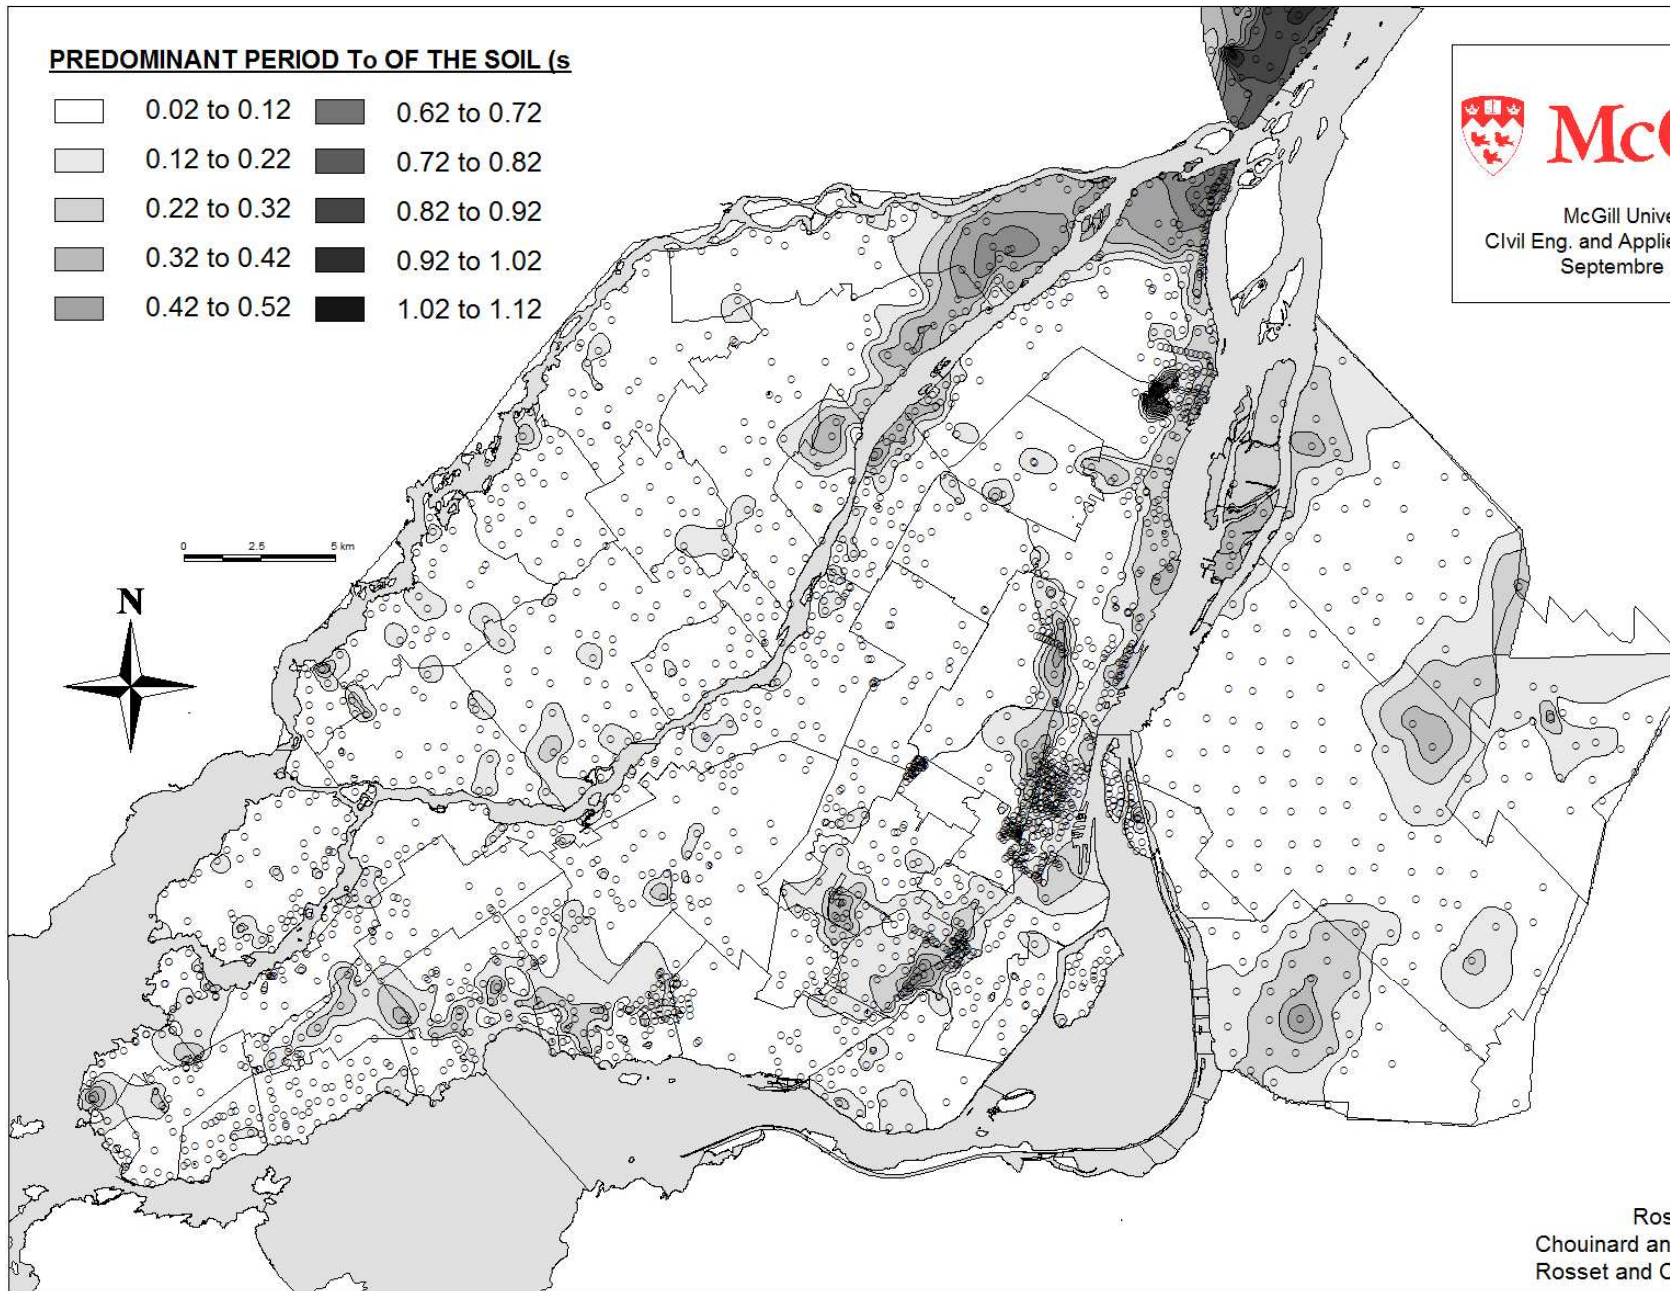 PREDOMINANT PERIOD To OF THE SOIL (s
0.02 to 0.12 0.62 to 0.72
0.12 to 0.22 0.72 to 0.82
0.22 to 0.32 0.82 to 0.92
0.32 to 0.42 0.92 to 1.02
0.42 to 0.52 1.02 to 1.12
McG
McGill Unive
CIvil Eng. and Applie
Septembre
0 2.5 5 km
N
Ros
Chouinard an
Rosset and C